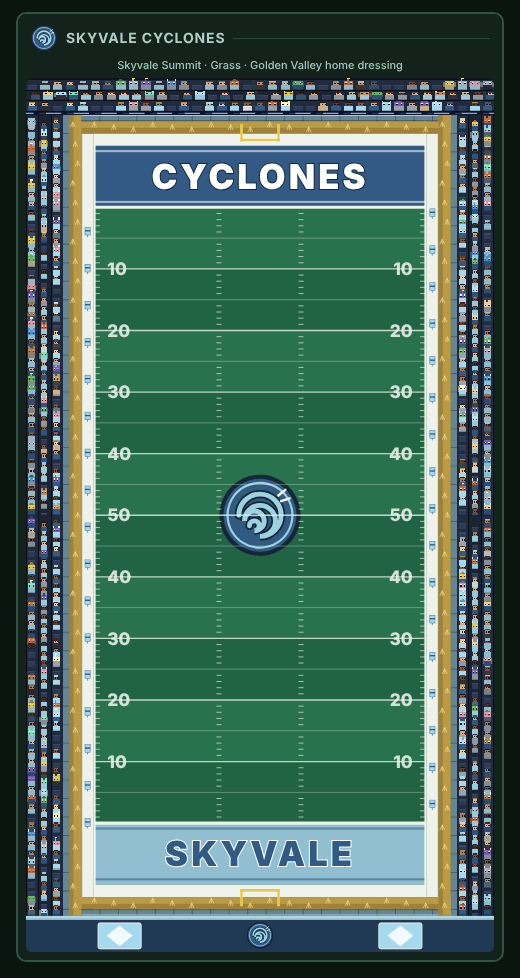 SKYVALE CYCLONES
Skyvale Summit · Grass · Golden Valley home dressing
CYCLONES
10 10
20 20
30 30
40 40
50 50
40 40
30 30
20 20
10 10
SKYVALE